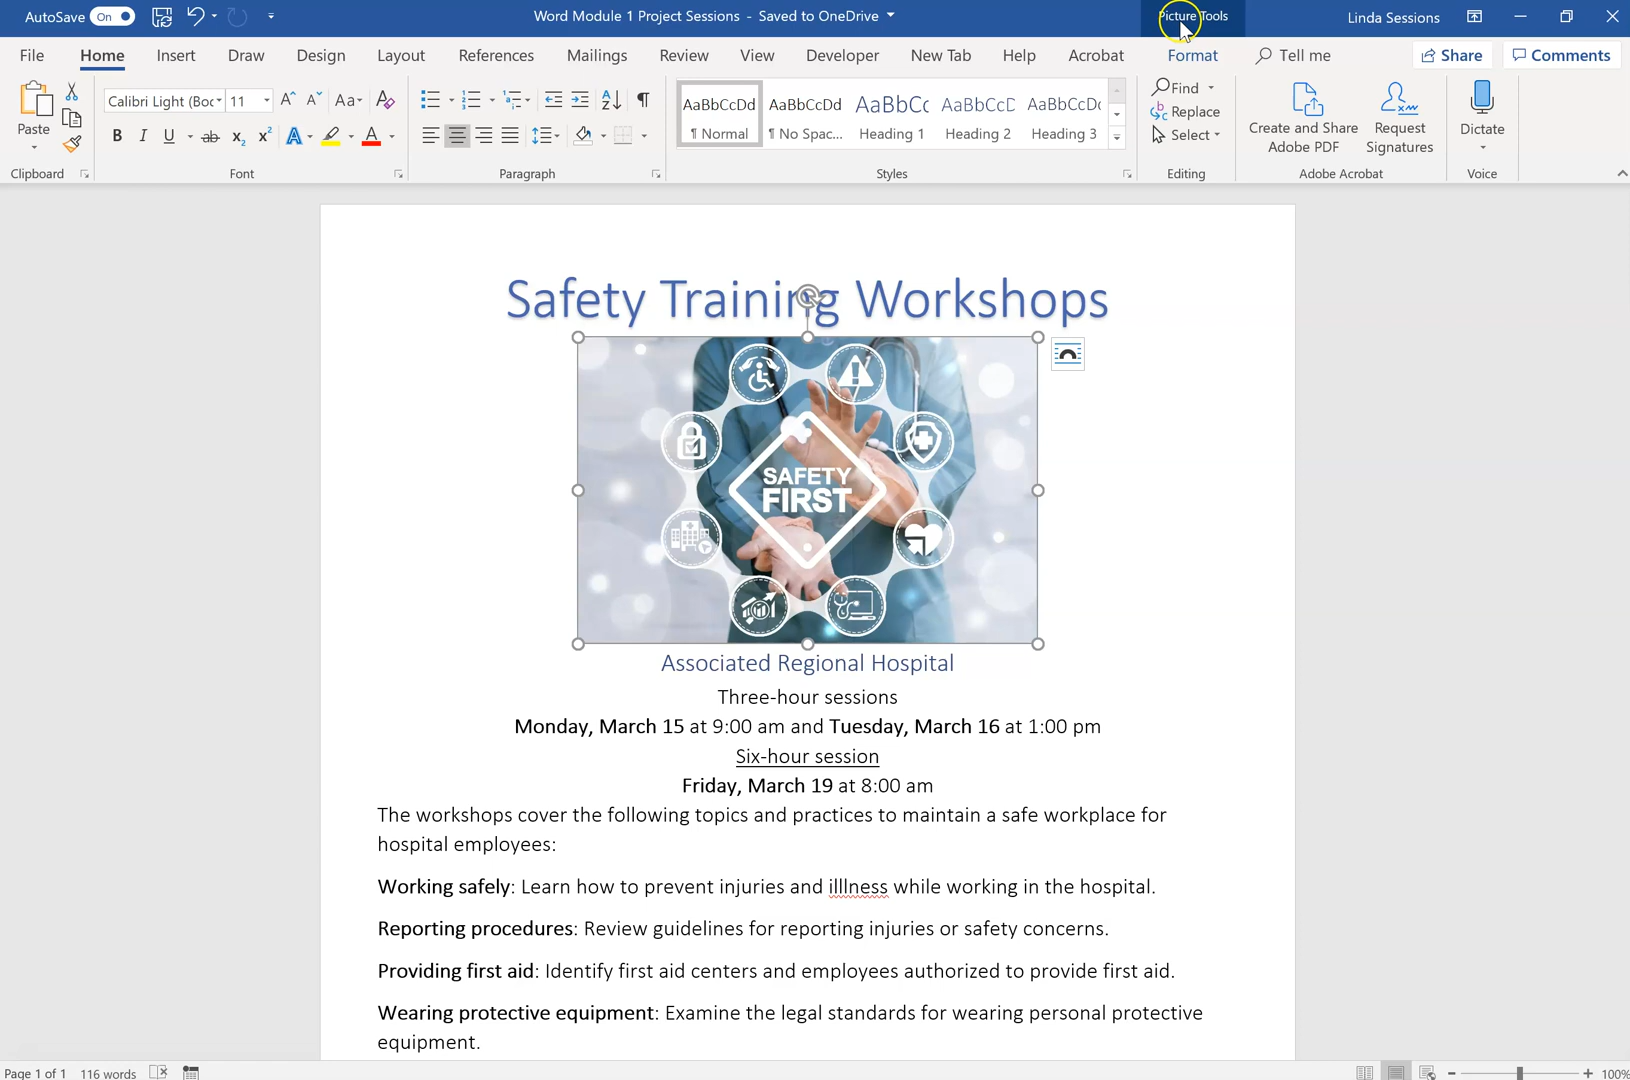 AutoSave On
Word Module 1 Project Sessions - Saved to OneDrive
Picture Tools
Linda Sessions
File Home Insert Draw Design Layout References Mailings Review View Developer New Tab Help Acrobat Format Tell me Share Comments
Paste
Calibri Light (Boc 11
Aa
B I U ab x₂ x² A A
AaBbCcDd AaBbCcDd AaBbCc AaBbCcD AaBbCcDc
¶ Normal ¶ No Spac... Heading 1 Heading 2 Heading 3
Find
Replace
Select
Create and Share Adobe PDF
Request Signatures
Dictate
Clipboard Font Paragraph Styles Editing Adobe Acrobat Voice
Safety Training Workshops
SAFETY
FIRST
Associated Regional Hospital
Three-hour sessions
Monday, March 15 at 9:00 am and Tuesday, March 16 at 1:00 pm
Six-hour session
Friday, March 19 at 8:00 am
The workshops cover the following topics and practices to maintain a safe workplace for
hospital employees:
Working safely: Learn how to prevent injuries and illlness while working in the hospital.
Reporting procedures: Review guidelines for reporting injuries or safety concerns.
Providing first aid: Identify first aid centers and employees authorized to provide first aid.
Wearing protective equipment: Examine the legal standards for wearing personal protective
equipment.
Page 1 of 1 116 words 100%